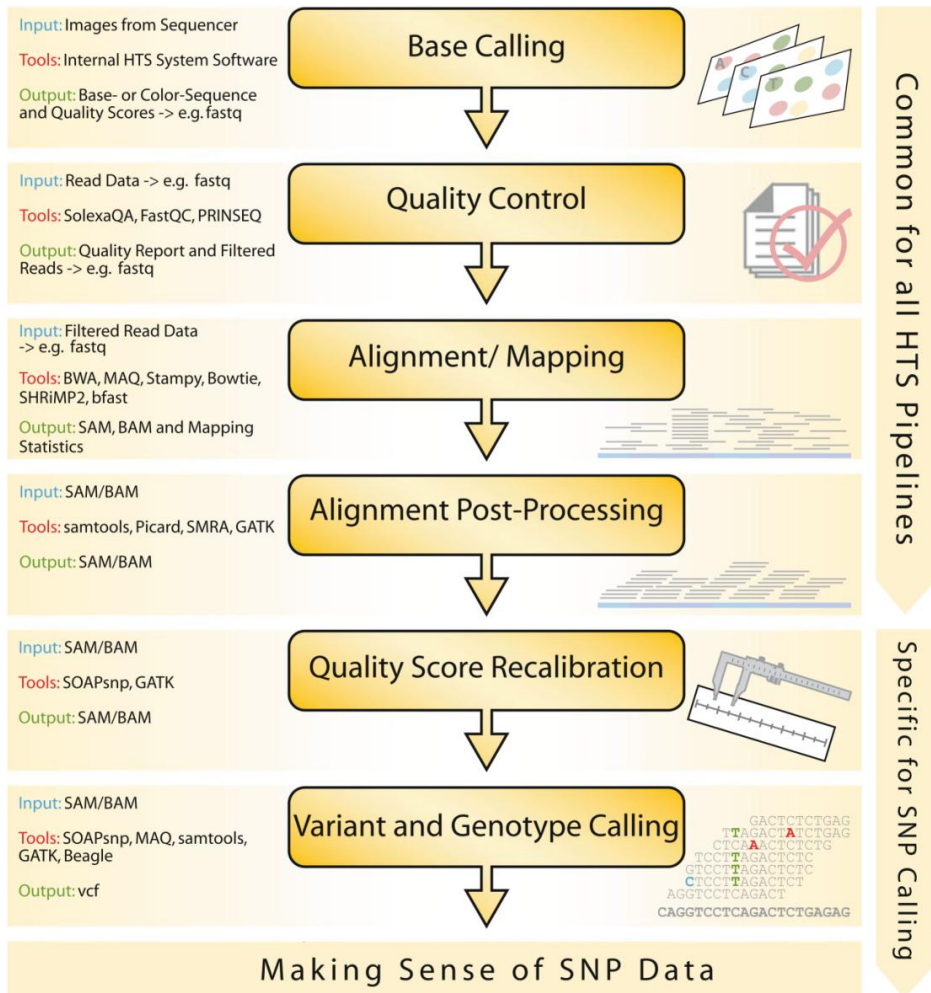 Input: Images from Sequencer
Tools: Internal HTS System Software
Output: Base- or Color-Sequence
and Quality Scores -> e.g. fastq
Base Calling
A
C
T
Input: Read Data -> e.g. fastq
Tools: SolexaQA, FastQC, PRINSEQ
Output: Quality Report and Filtered
Reads -> e.g. fastq
Quality Control
Input: Filtered Read Data
-> e.g. fastq
Tools: BWA, MAQ, Stampy, Bowtie,
SHRiMP2, bfast
Output: SAM, BAM and Mapping
Statistics
Alignment/ Mapping
Input: SAM/BAM
Tools: samtools, Picard, SMRA, GATK
Output: SAM/BAM
Alignment Post-Processing
Common for all HTS Pipelines
Input: SAM/BAM
Tools: SOAPsnp, GATK
Output: SAM/BAM
Quality Score Recalibration
Input: SAM/BAM
Tools: SOAPsnp, MAQ, samtools,
GATK, Beagle
Output: vcf
Variant and Genotype Calling
GACTCTCTGAG
TTAGACTATCTGAG
CTCAAACTCTCTG
TCCTTTAGACTCTC
GTCCTTTAGACTCTC
CTCCTTTAGACTCT
AGGTCCTCAGACT
CAGGTCCTCAGACTCTGAGAG
Specific for SNP Calling
Making Sense of SNP Data